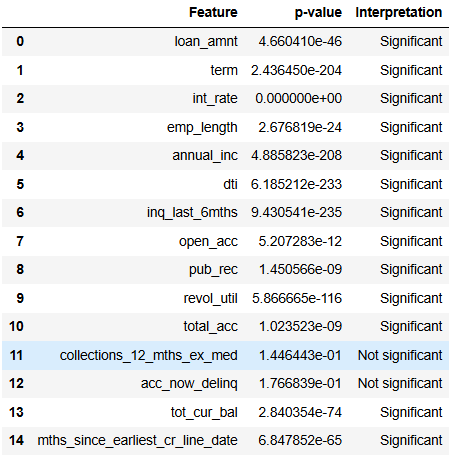 Feature p-value Interpretation
0 loan_amnt 4.660410e-46 Significant
1 term 2.436450e-204 Significant
2 int_rate 0.000000e+00 Significant
3 emp_length 2.676819e-24 Significant
4 annual_inc 4.885823e-208 Significant
5 dti 6.185212e-233 Significant
6 inq_last_6mths 9.430541e-235 Significant
7 open_acc 5.207283e-12 Significant
8 pub_rec 1.450566e-09 Significant
9 revol_util 5.866665e-116 Significant
10 total_acc 1.023523e-09 Significant
11 collections_12_mths_ex_med 1.446443e-01 Not significant
12 acc_now_delinq 1.766839e-01 Not significant
13 tot_cur_bal 2.840354e-74 Significant
14 mths_since_earliest_cr_line_date 6.847852e-65 Significant